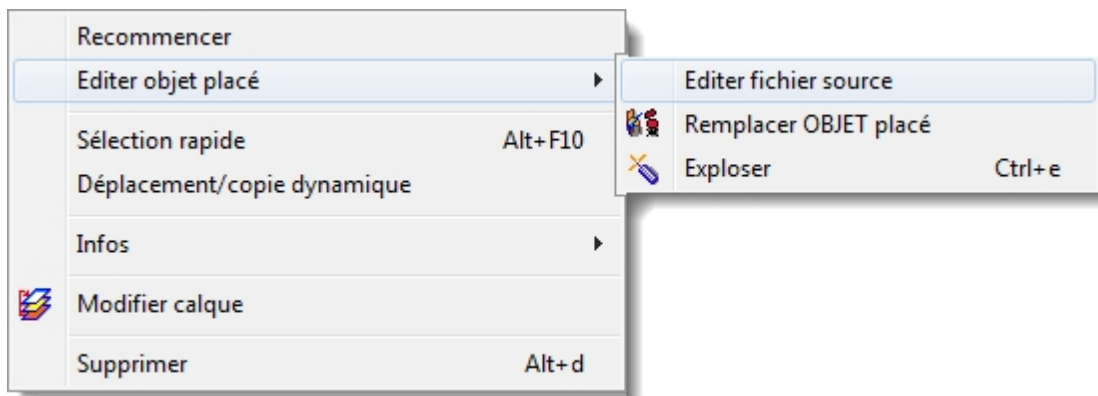 Recommencer
Editer objet placé
Sélection rapide Alt+F10
Déplacement/copie dynamique
Infos
Modifier calque
Supprimer Alt+d
Editer fichier source
Remplacer OBJET placé
Exploser Ctrl+e